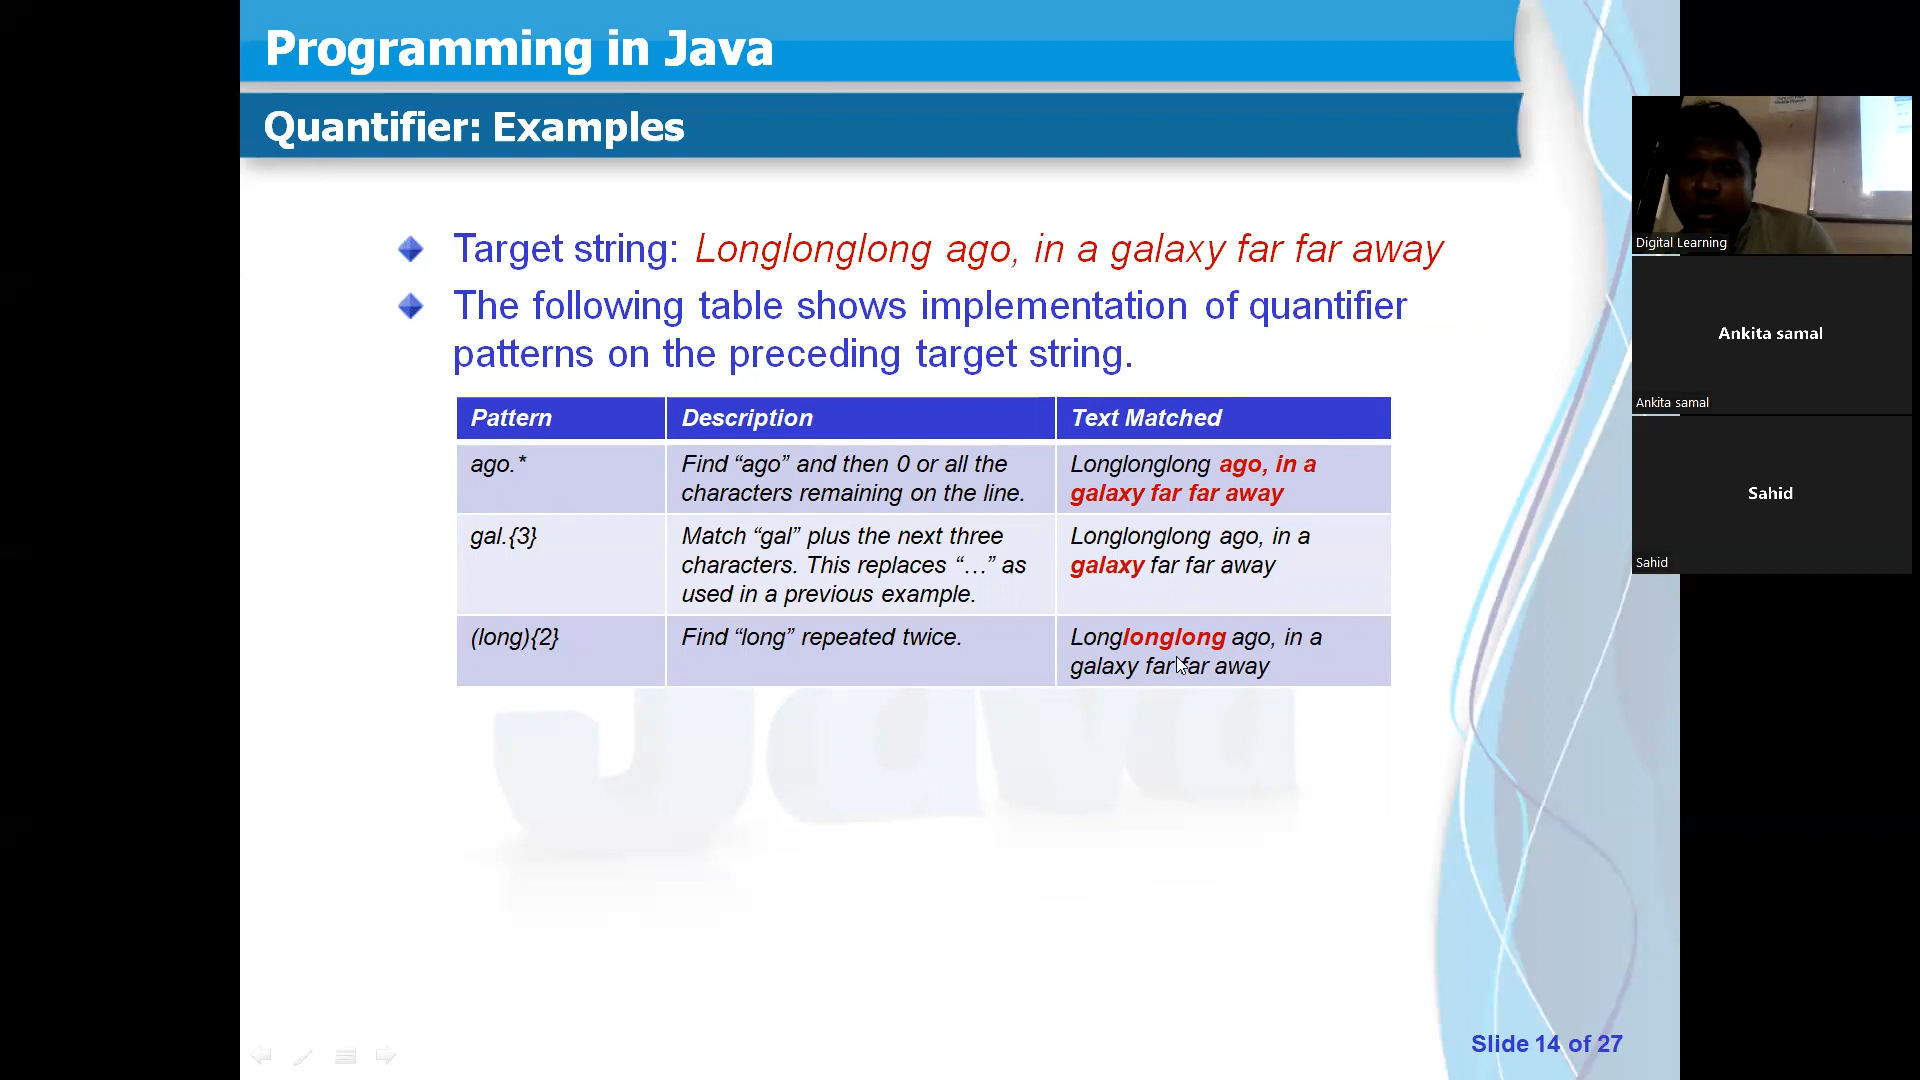 Programming in Java
Quantifier: Examples
Target string: Longlonglong ago, in a galaxy far far away
The following table shows implementation of quantifier
patterns on the preceding target string.
Pattern Description Text Matched
ago.*
Find “ago” and then 0 or all the
characters remaining on the line.
Longlonglong ago, in a
galaxy far far away
gal.{3}
Match “gal” plus the next three
characters. This replaces “…” as
used in a previous example.
Longlonglong ago, in a
galaxy far far away
(long){2}
Find “long” repeated twice.
Longlonglong ago, in a
galaxy far far away
Java
Slide 14 of 27
Digital Learning
Ankita samal
Ankita samal
Sahid
Sahid